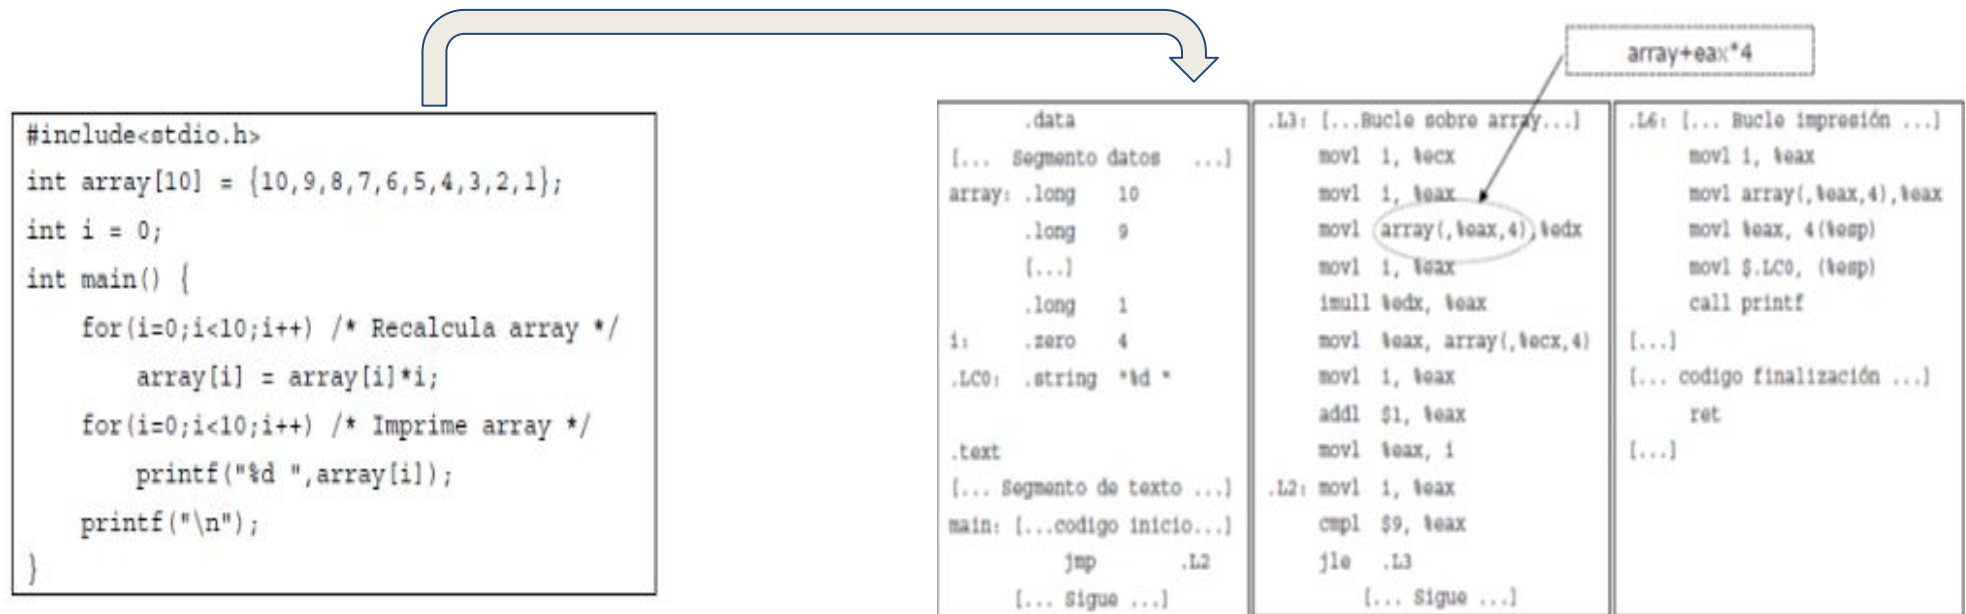 #include<stdio.h>
int array[10] = {10,9,8,7,6,5,4,3,2,1};
int i = 0;
int main() {
for(i=0;i<10;i++) /* Recalcula array */
array[i] = array[i]*i;
for(i=0;i<10;i++) /* Imprime array */
printf("%d ",array[i]);
printf("\n");
}
array+eax*4
.data
[... Segmento datos ...]
array: .long 10
.long 9
[...]
.long 1
i: .zero 4
.LC0: .string "%d "
.text
[... Segmento de texto ...]
main: [...codigo inicio...]
jmp .L2
[... Sigue ...]
.L3: [...Bucle sobre array...]
movl i, %ecx
movl i, %eax
movl array(,%eax,4),%edx
movl i, %eax
imull %edx, %eax
movl %eax, array(,%ecx,4)
movl i, %eax
addl $1, %eax
movl %eax, i
.L2: movl i, %eax
cmpl $9, %eax
jle .L3
[... Sigue ...]
.L6: [... Bucle impresión ...]
movl i, %eax
movl array(,%eax,4),%eax
movl %eax, 4(%esp)
movl $.LC0, (%esp)
call printf
[...]
[... codigo finalización ...]
ret
[...]